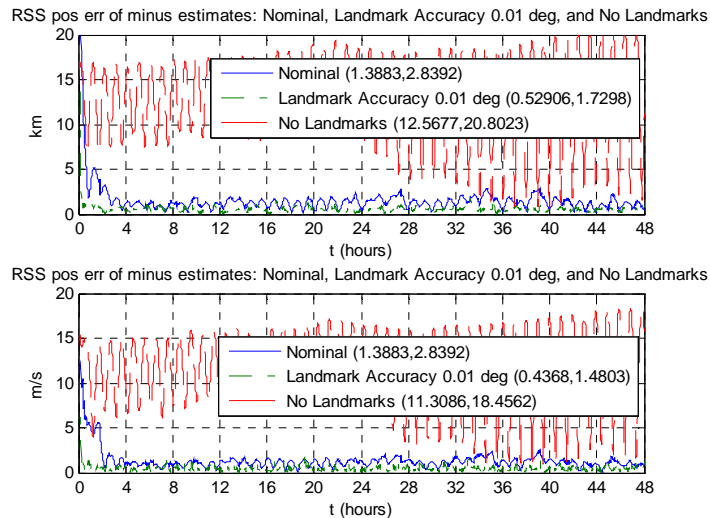 RSS pos err of minus estimates: Nominal, Landmark Accuracy 0.01 deg, and No Landmarks
20
15
10
5
0
km
Nominal (1.3883,2.8392)
Landmark Accuracy 0.01 deg (0.52906,1.7298)
No Landmarks (12.5677,20.8023)
0 4 8 12 16 20 24 28 32 36 40 44 48
t (hours)
RSS pos err of minus estimates: Nominal, Landmark Accuracy 0.01 deg, and No Landmarks
20
15
10
5
0
m/s
Nominal (1.3883,2.8392)
Landmark Accuracy 0.01 deg (0.4368,1.4803)
No Landmarks (11.3086,18.4562)
0 4 8 12 16 20 24 28 32 36 40 44 48
t (hours)